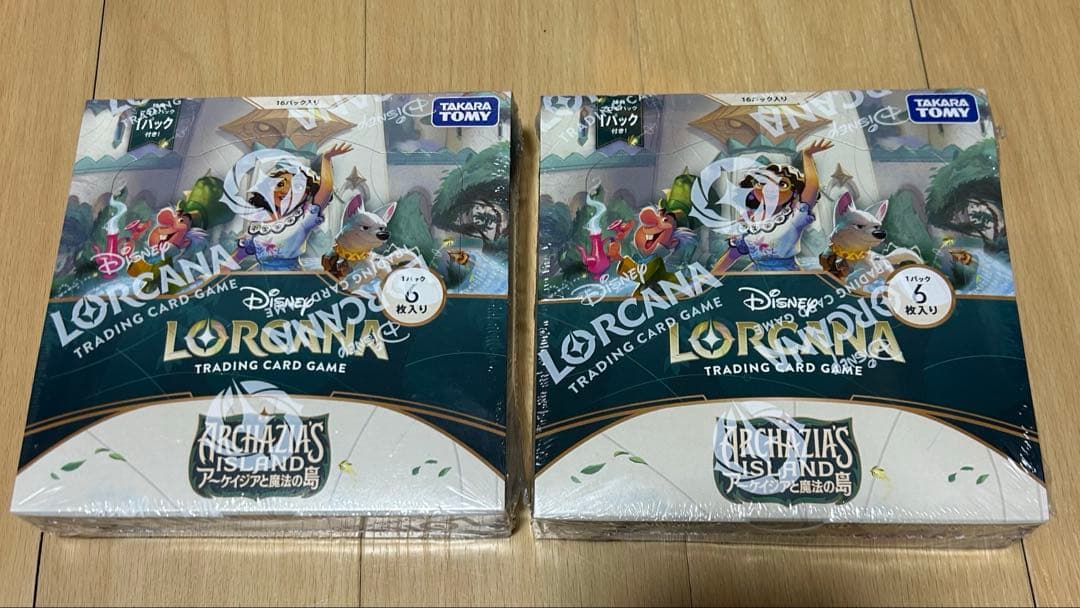 16パック入り
TAKARA TOMY
1パック
付き!
Disney
LORCANA
TRADING CARD GAME
1パック
6
枚入り
Disney
LORCANA
TRADING CARD GAME
ARCHAZIA'S
ISLAND
アーケイジアと魔法の島
16パック入り
TAKARA TOMY
1パック
付き!
Disney
LORCANA
TRADING CARD GAME
1パック
6
枚入り
Disney
LORCANA
TRADING CARD GAME
ARCHAZIA'S
ISLAND
アーケイジアと魔法の島